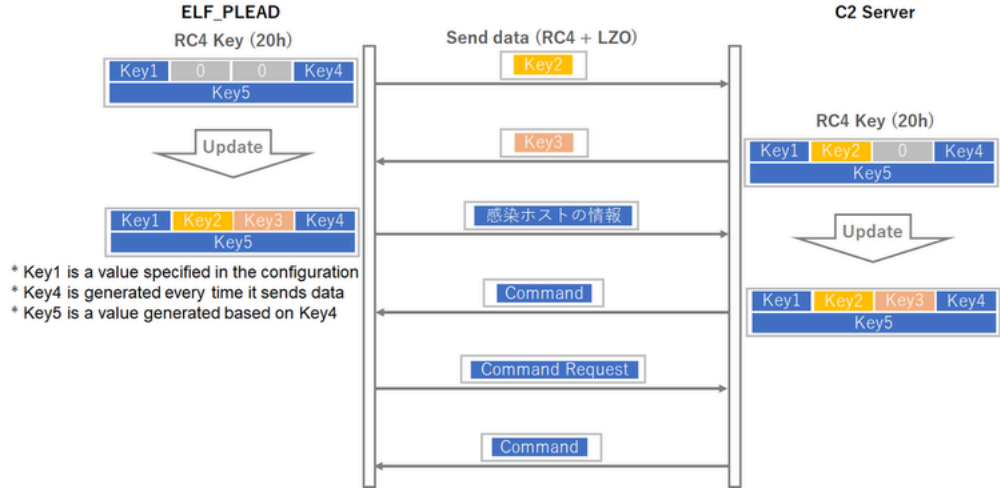 ELF_PLEAD
C2 Server
RC4 Key (20h)
Send data (RC4 + LZO)
Key1 0 0 Key4
Key5
Key2
Update
RC4 Key (20h)
Key3
Key1 Key2 0 Key4
Key5
Key1 Key2 Key3 Key4
Key5
感染ホストの情報
Update
* Key1 is a value specified in the configuration
* Key4 is generated every time it sends data
* Key5 is a value generated based on Key4
Command
Key1 Key2 Key3 Key4
Key5
Command Request
Command